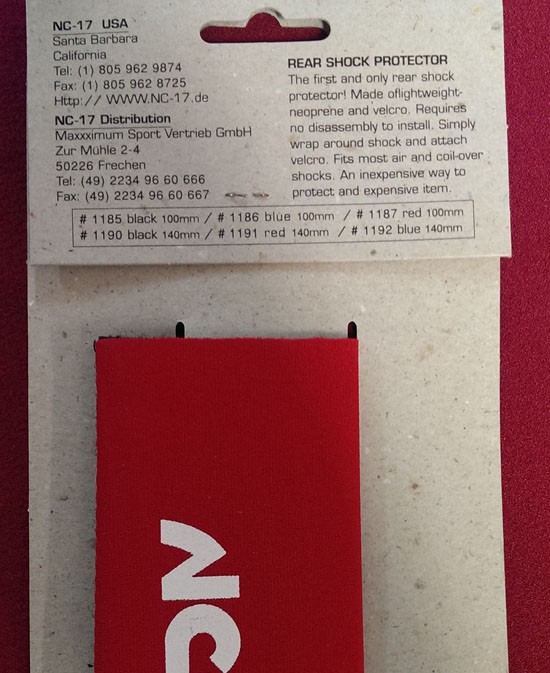 NC-17 USA
Santa Barbara
California
Tel: (1) 805 962 9874
Fax: (1) 805 962 8725
Http:// WWW.NC-17.de
NC-17 Distribution
Maxxximum Sport Vertrieb GmbH
Zur Mühle 2-4
50226 Frechen
Tel: (49) 2234 96 60 666
Fax: (49) 2234 96 60 667
REAR SHOCK PROTECTOR
The first and only rear shock
protector! Made oflightweight-
neoprene and velcro. Requires
no disassembly to install. Simply
wrap around shock and attach
velcro. Fits most air and coil-over
shocks. An inexpensive way to
protect and expensive item.
# 1185 black 100mm / # 1186 blue 100mm / # 1187 red 100mm
# 1190 black 140mm / # 1191 red 140mm / # 1192 blue 140mm
NC